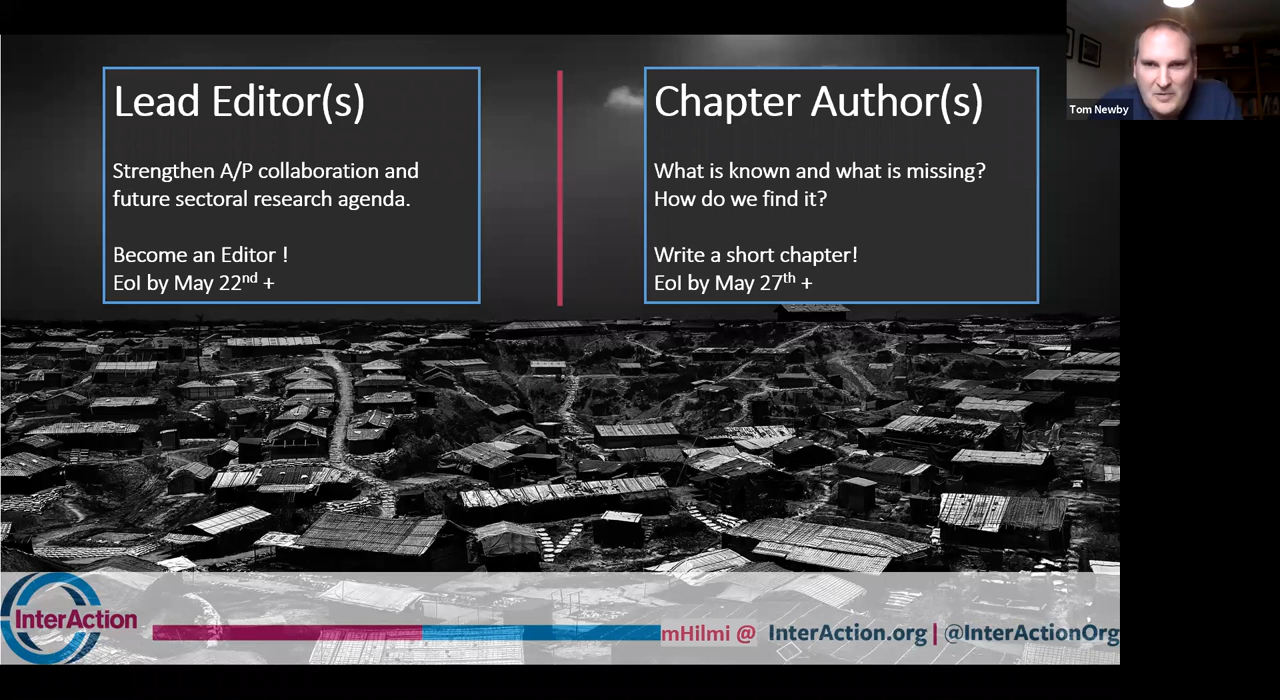 Lead Editor(s)
Strengthen A/P collaboration and
future sectoral research agenda.
Become an Editor !
EoI by May 22nd +
Chapter Author(s)
What is known and what is missing?
How do we find it?
Write a short chapter!
EoI by May 27th +
Tom Newby
InterAction
mHilmi @ InterAction.org | @InterActionOrg